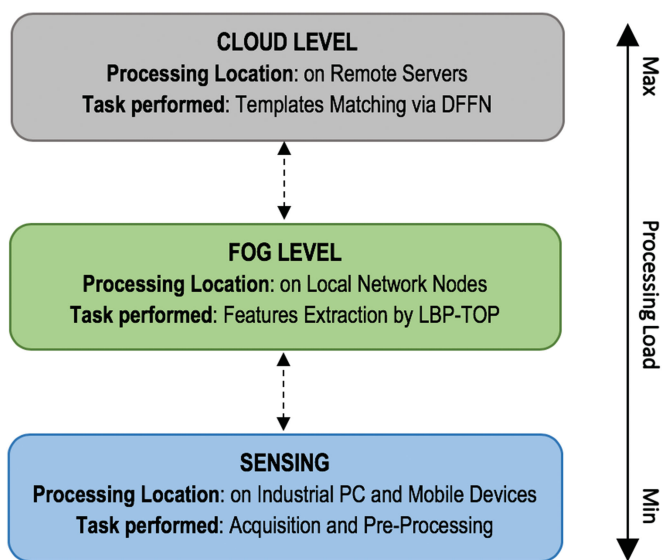 CLOUD LEVEL
Processing Location: on Remote Servers
Task performed: Templates Matching via DFFN
FOG LEVEL
Processing Location: on Local Network Nodes
Task performed: Features Extraction by LBP-TOP
SENSING
Processing Location: on Industrial PC and Mobile Devices
Task performed: Acquisition and Pre-Processing
Max
Processing Load
Min